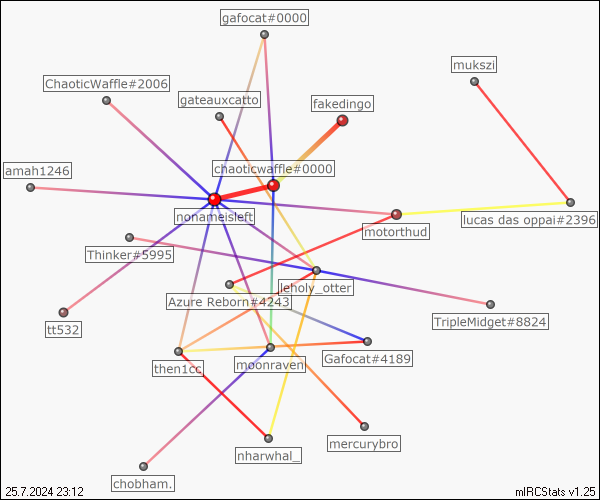 gafocat#0000
mukszi
ChaoticWaffle#2006
gateauxcatto
fakedingo
chaoticwaffle#0000
amah1246
nonameisleft
lucas das oppai#2396
motorthud
Thinker#5995
leholy_otter
Azure Reborn#4243
TripleMidget#8824
tt532
Gafocat#4189
moonraven
then1cc
mercurybro
nharwhal_
chobham.
25.7.2024 23:12
mIRCStats v1.25